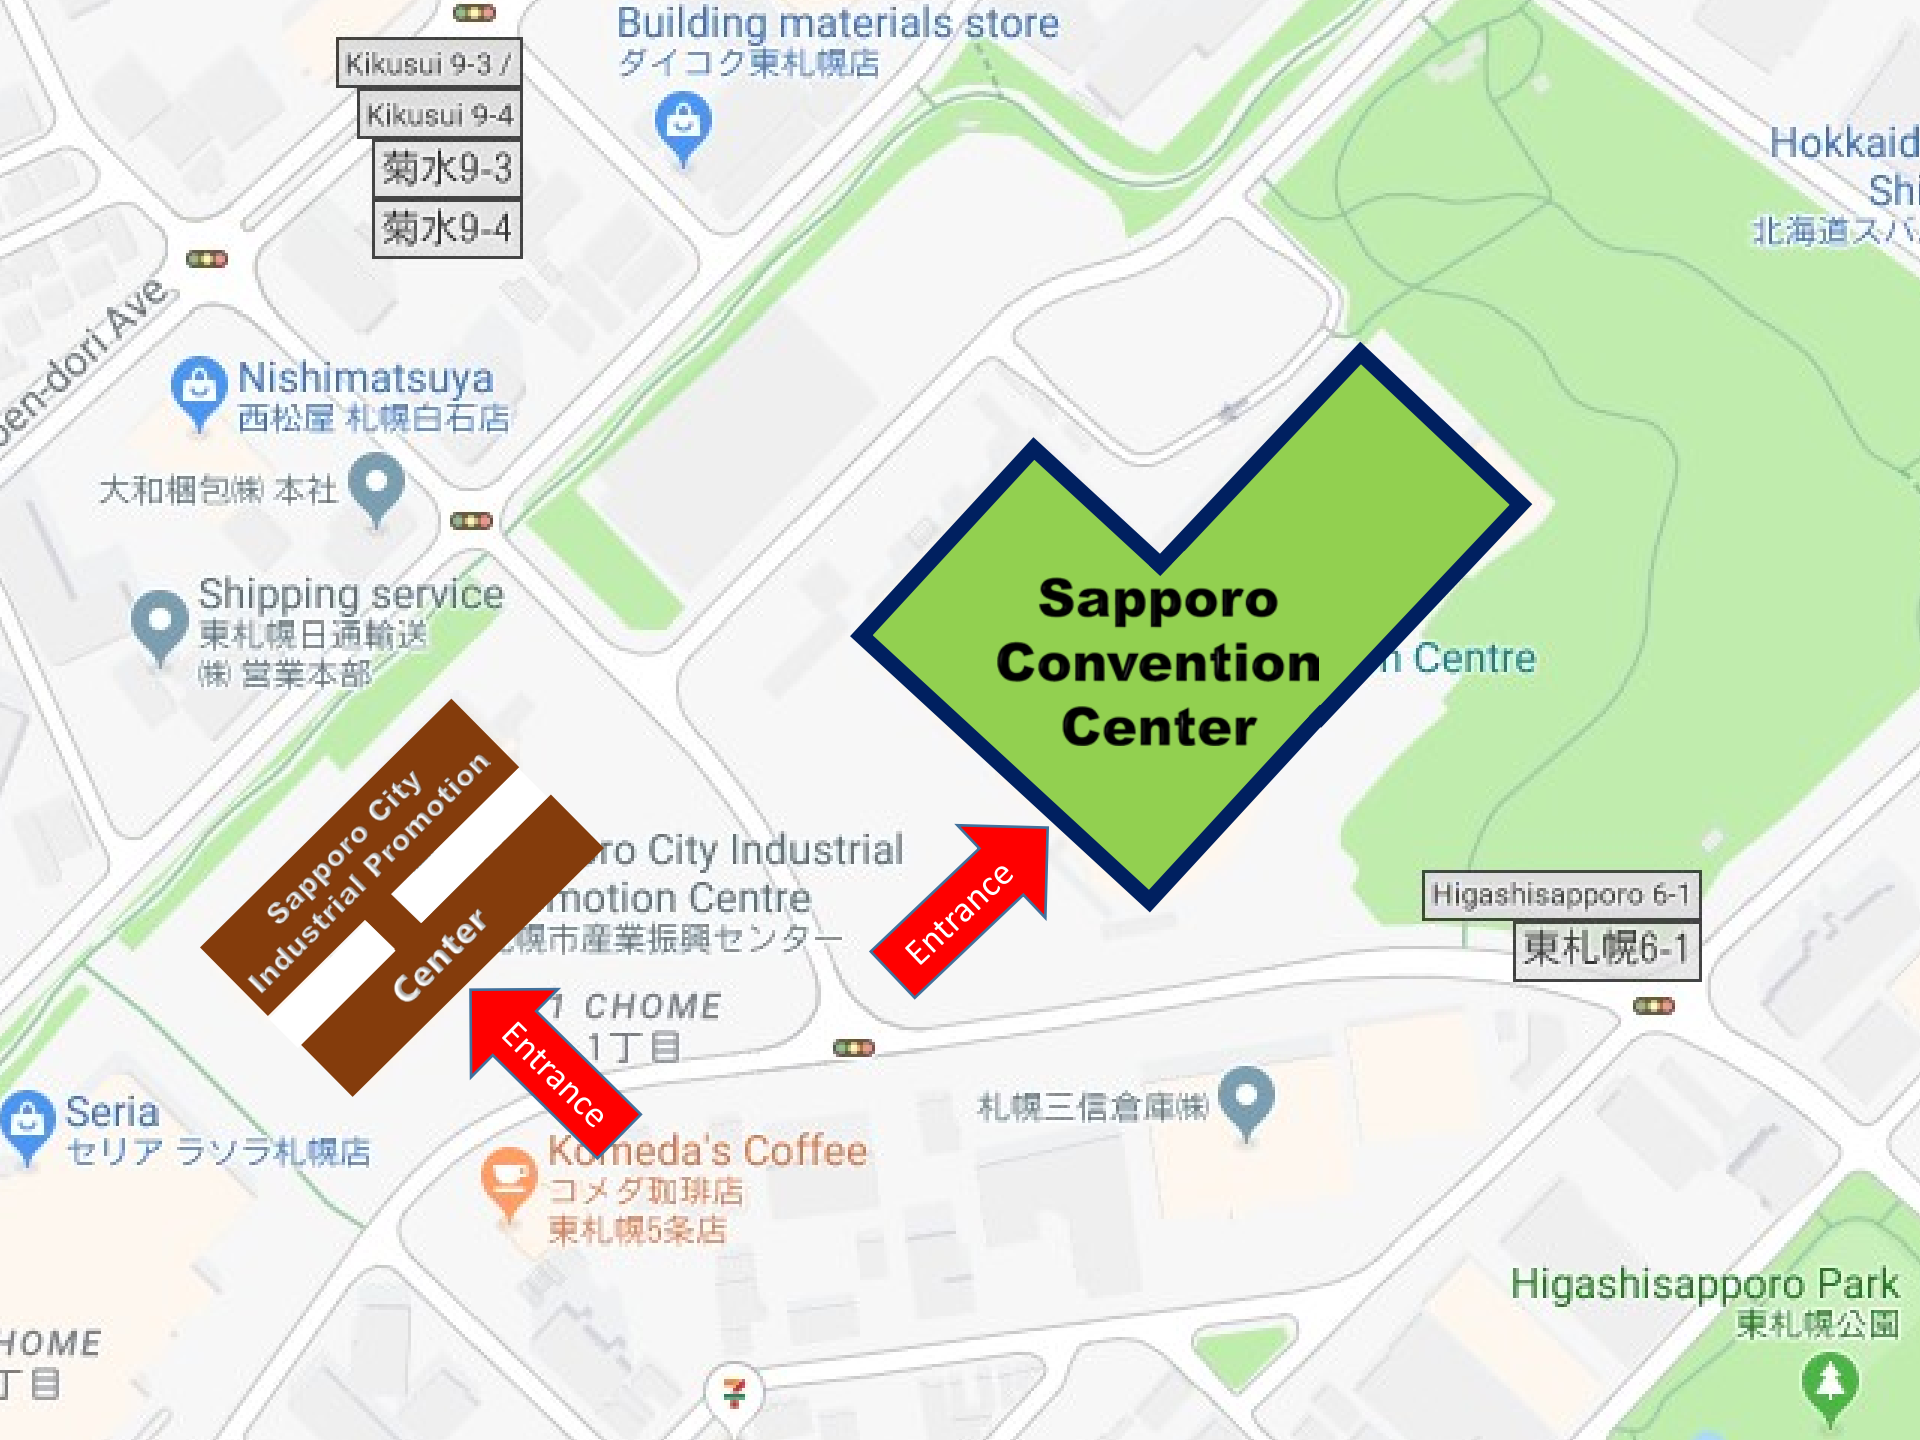 Building materials store
ダイコク東札幌店
Kikusui 9-3 /
Kikusui 9-4
菊水9-3
菊水9-4
Hokkaid
Shi
北海道スバ
pen-dori Ave
Nishimatsuya
西松屋 札幌白石店
大和梱包㈱ 本社
Shipping service
東札幌日通輸送
㈱ 営業本部
Sapporo
Convention
Center
n Centre
Sapporo City
Industrial Promotion
Center
ro City Industrial
motion Centre
幌市産業振興センター
1 CHOME
1丁目
Entrance
Entrance
Higashisapporo 6-1
東札幌6-1
Seria
セリア ラソラ札幌店
Komeda's Coffee
コメダ珈琲店
東札幌5条店
札幌三信倉庫㈱
Higashisapporo Park
東札幌公園
HOME
丁目
7